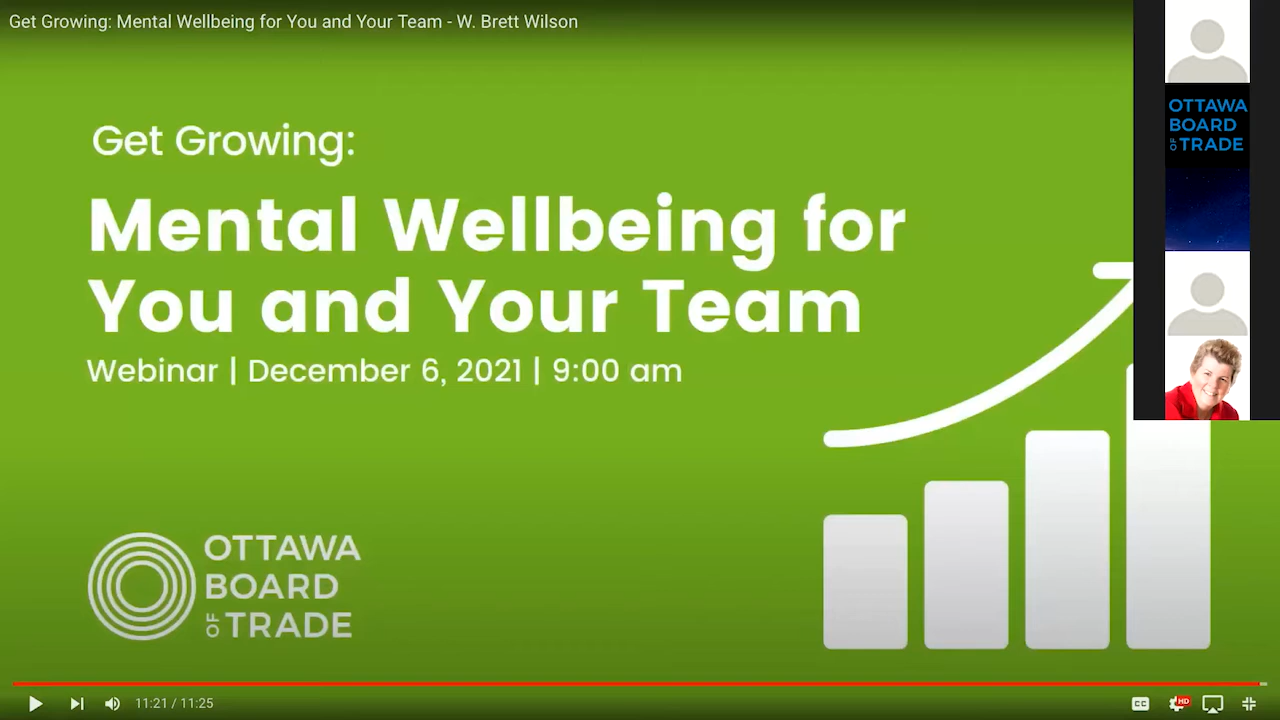 Get Growing: Mental Wellbeing for You and Your Team - W. Brett Wilson
Get Growing:
Mental Wellbeing for
You and Your Team
Webinar | December 6, 2021 | 9:00 am
OTTAWA
BOARD
OF TRADE
OTTAWA
BOARD
OF TRADE
11:21 / 11:25
CC
HD